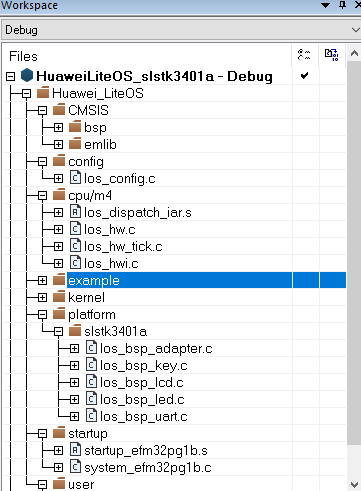 Workspace
Debug
Files
HuaweiLiteOS_slstk3401a - Debug
Huawei_LiteOS
CMSIS
bsp
emlib
config
los_config.c
cpu/m4
los_dispatch_iar.s
los_hw.c
los_hw_tick.c
los_hwi.c
example
kernel
platform
slstk3401a
los_bsp_adapter.c
los_bsp_key.c
los_bsp_lcd.c
los_bsp_led.c
los_bsp_uart.c
startup
startup_efm32pg1b.s
system_efm32pg1b.c
user